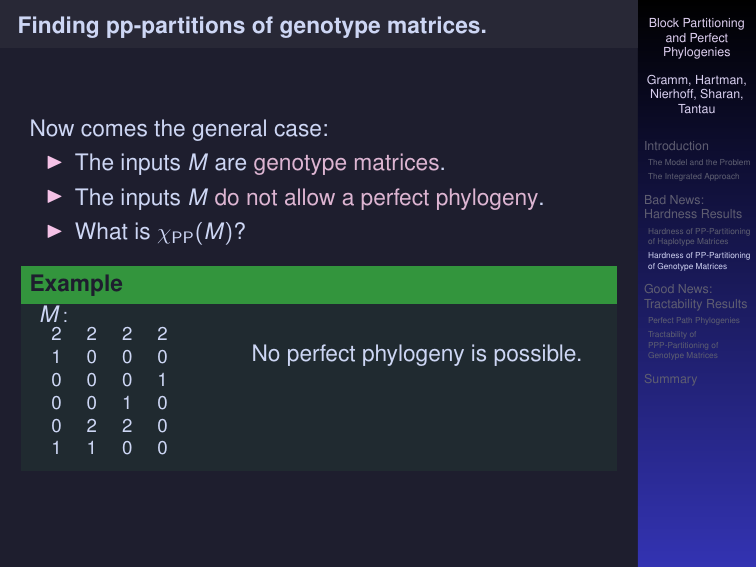 Finding pp-partitions of genotype matrices.
Now comes the general case:
▶ The inputs M are genotype matrices.
▶ The inputs M do not allow a perfect phylogeny.
▶ What is χPP(M)?
Example
M :
2 2 2 2
1 0 0 0
0 0 0 1
0 0 1 0
0 2 2 0
1 1 0 0
No perfect phylogeny is possible.
Block Partitioning
and Perfect
Phylogenies
Gramm, Hartman,
Nierhoff, Sharan,
Tantau
Introduction
The Model and the Problem
The Integrated Approach
Bad News:
Hardness Results
Hardness of PP-Partitioning
of Haplotype Matrices
Hardness of PP-Partitioning
of Genotype Matrices
Good News:
Tractability Results
Perfect Path Phylogenies
Tractability of
PPP-Partitioning of
Genotype Matrices
Summary